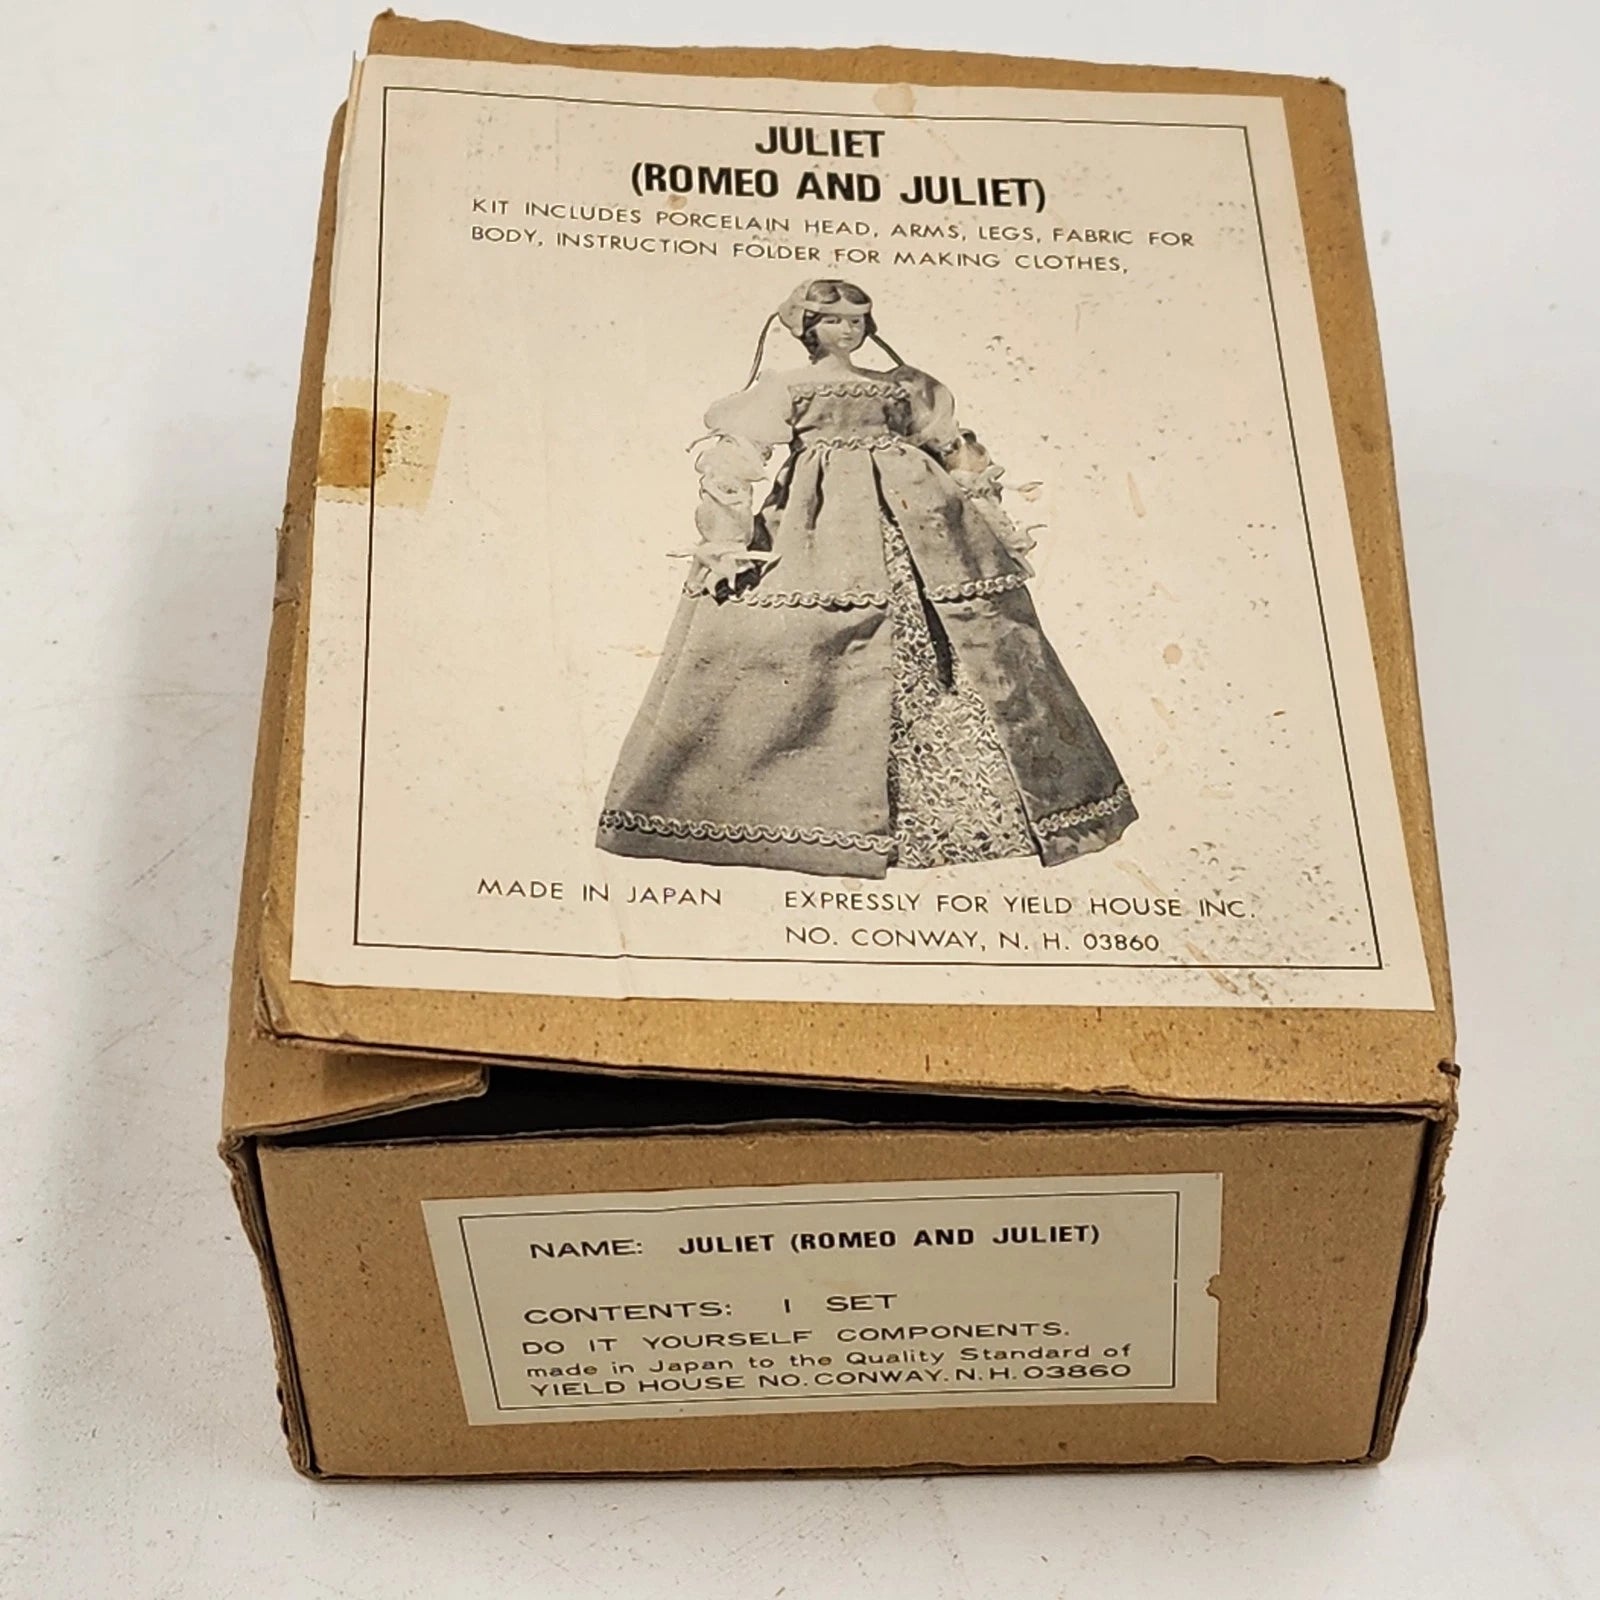 JULIET
(ROMEO AND JULIET)
KIT INCLUDES PORCELAIN HEAD, ARMS, LEGS, FABRIC FOR
BODY, INSTRUCTION FOLDER FOR MAKING CLOTHES,
MADE IN JAPAN
EXPRESSLY FOR YIELD HOUSE INC.
NO. CONWAY, N. H. 03860
NAME: JULIET (ROMEO AND JULIET)
CONTENTS: 1 SET
DO IT YOURSELF COMPONENTS.
made in Japan to the Quality Standard of
YIELD HOUSE NO. CONWAY. N. H. 03860